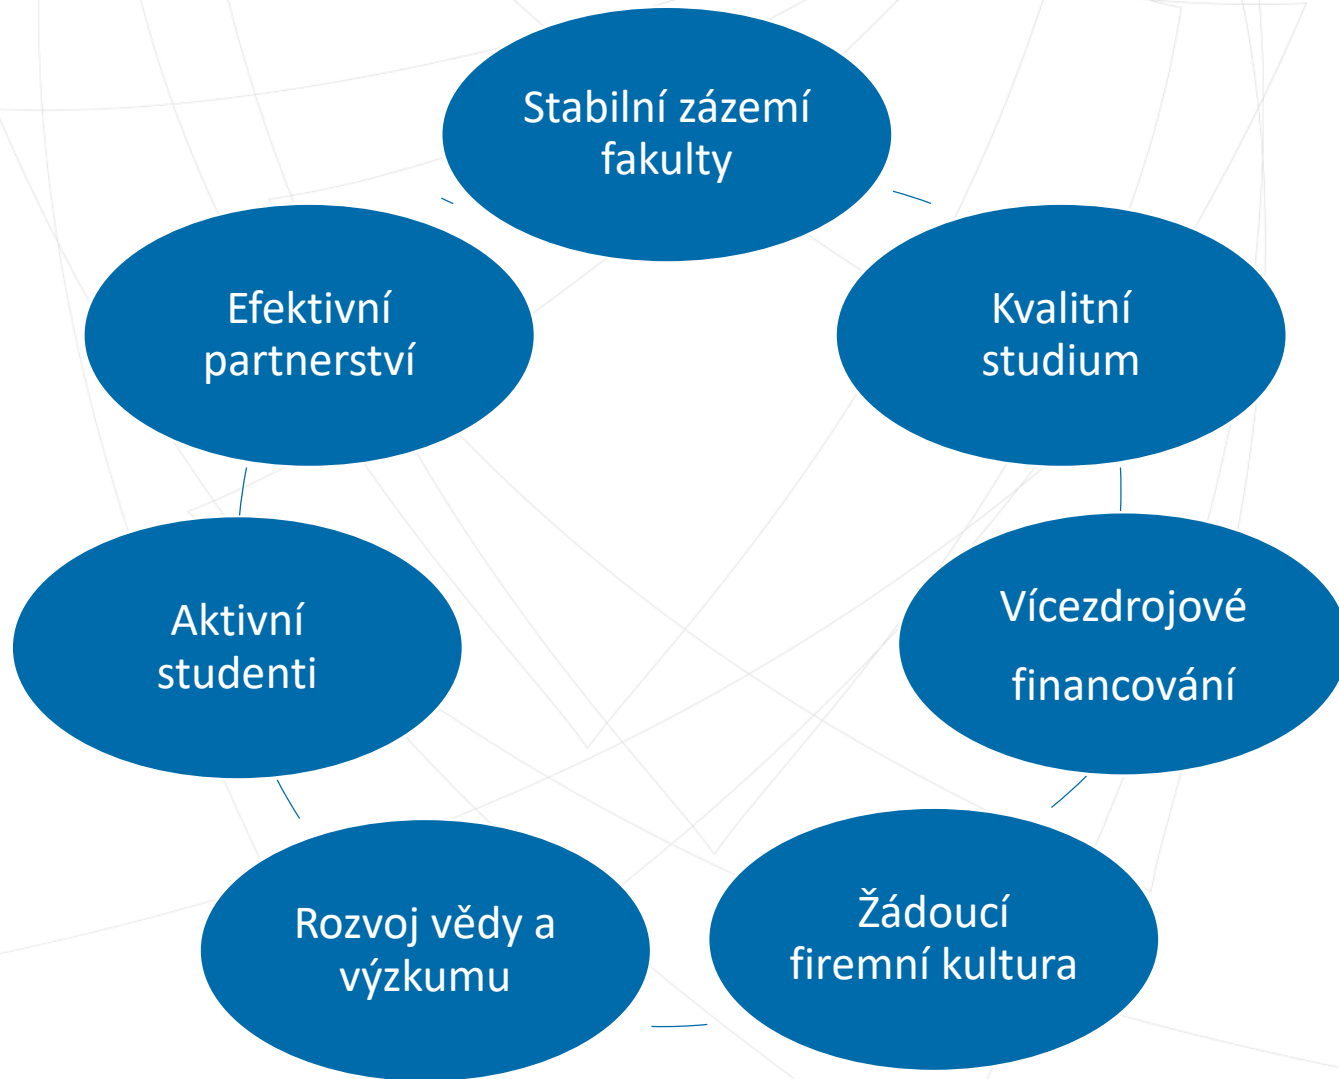 Stabilní zázemí
fakulty
Efektivní
partnerství
Kvalitní
studium
Aktivní
studenti
Vícezdrojové
financování
Rozvoj vědy a
výzkumu
Žádoucí
firemní kultura